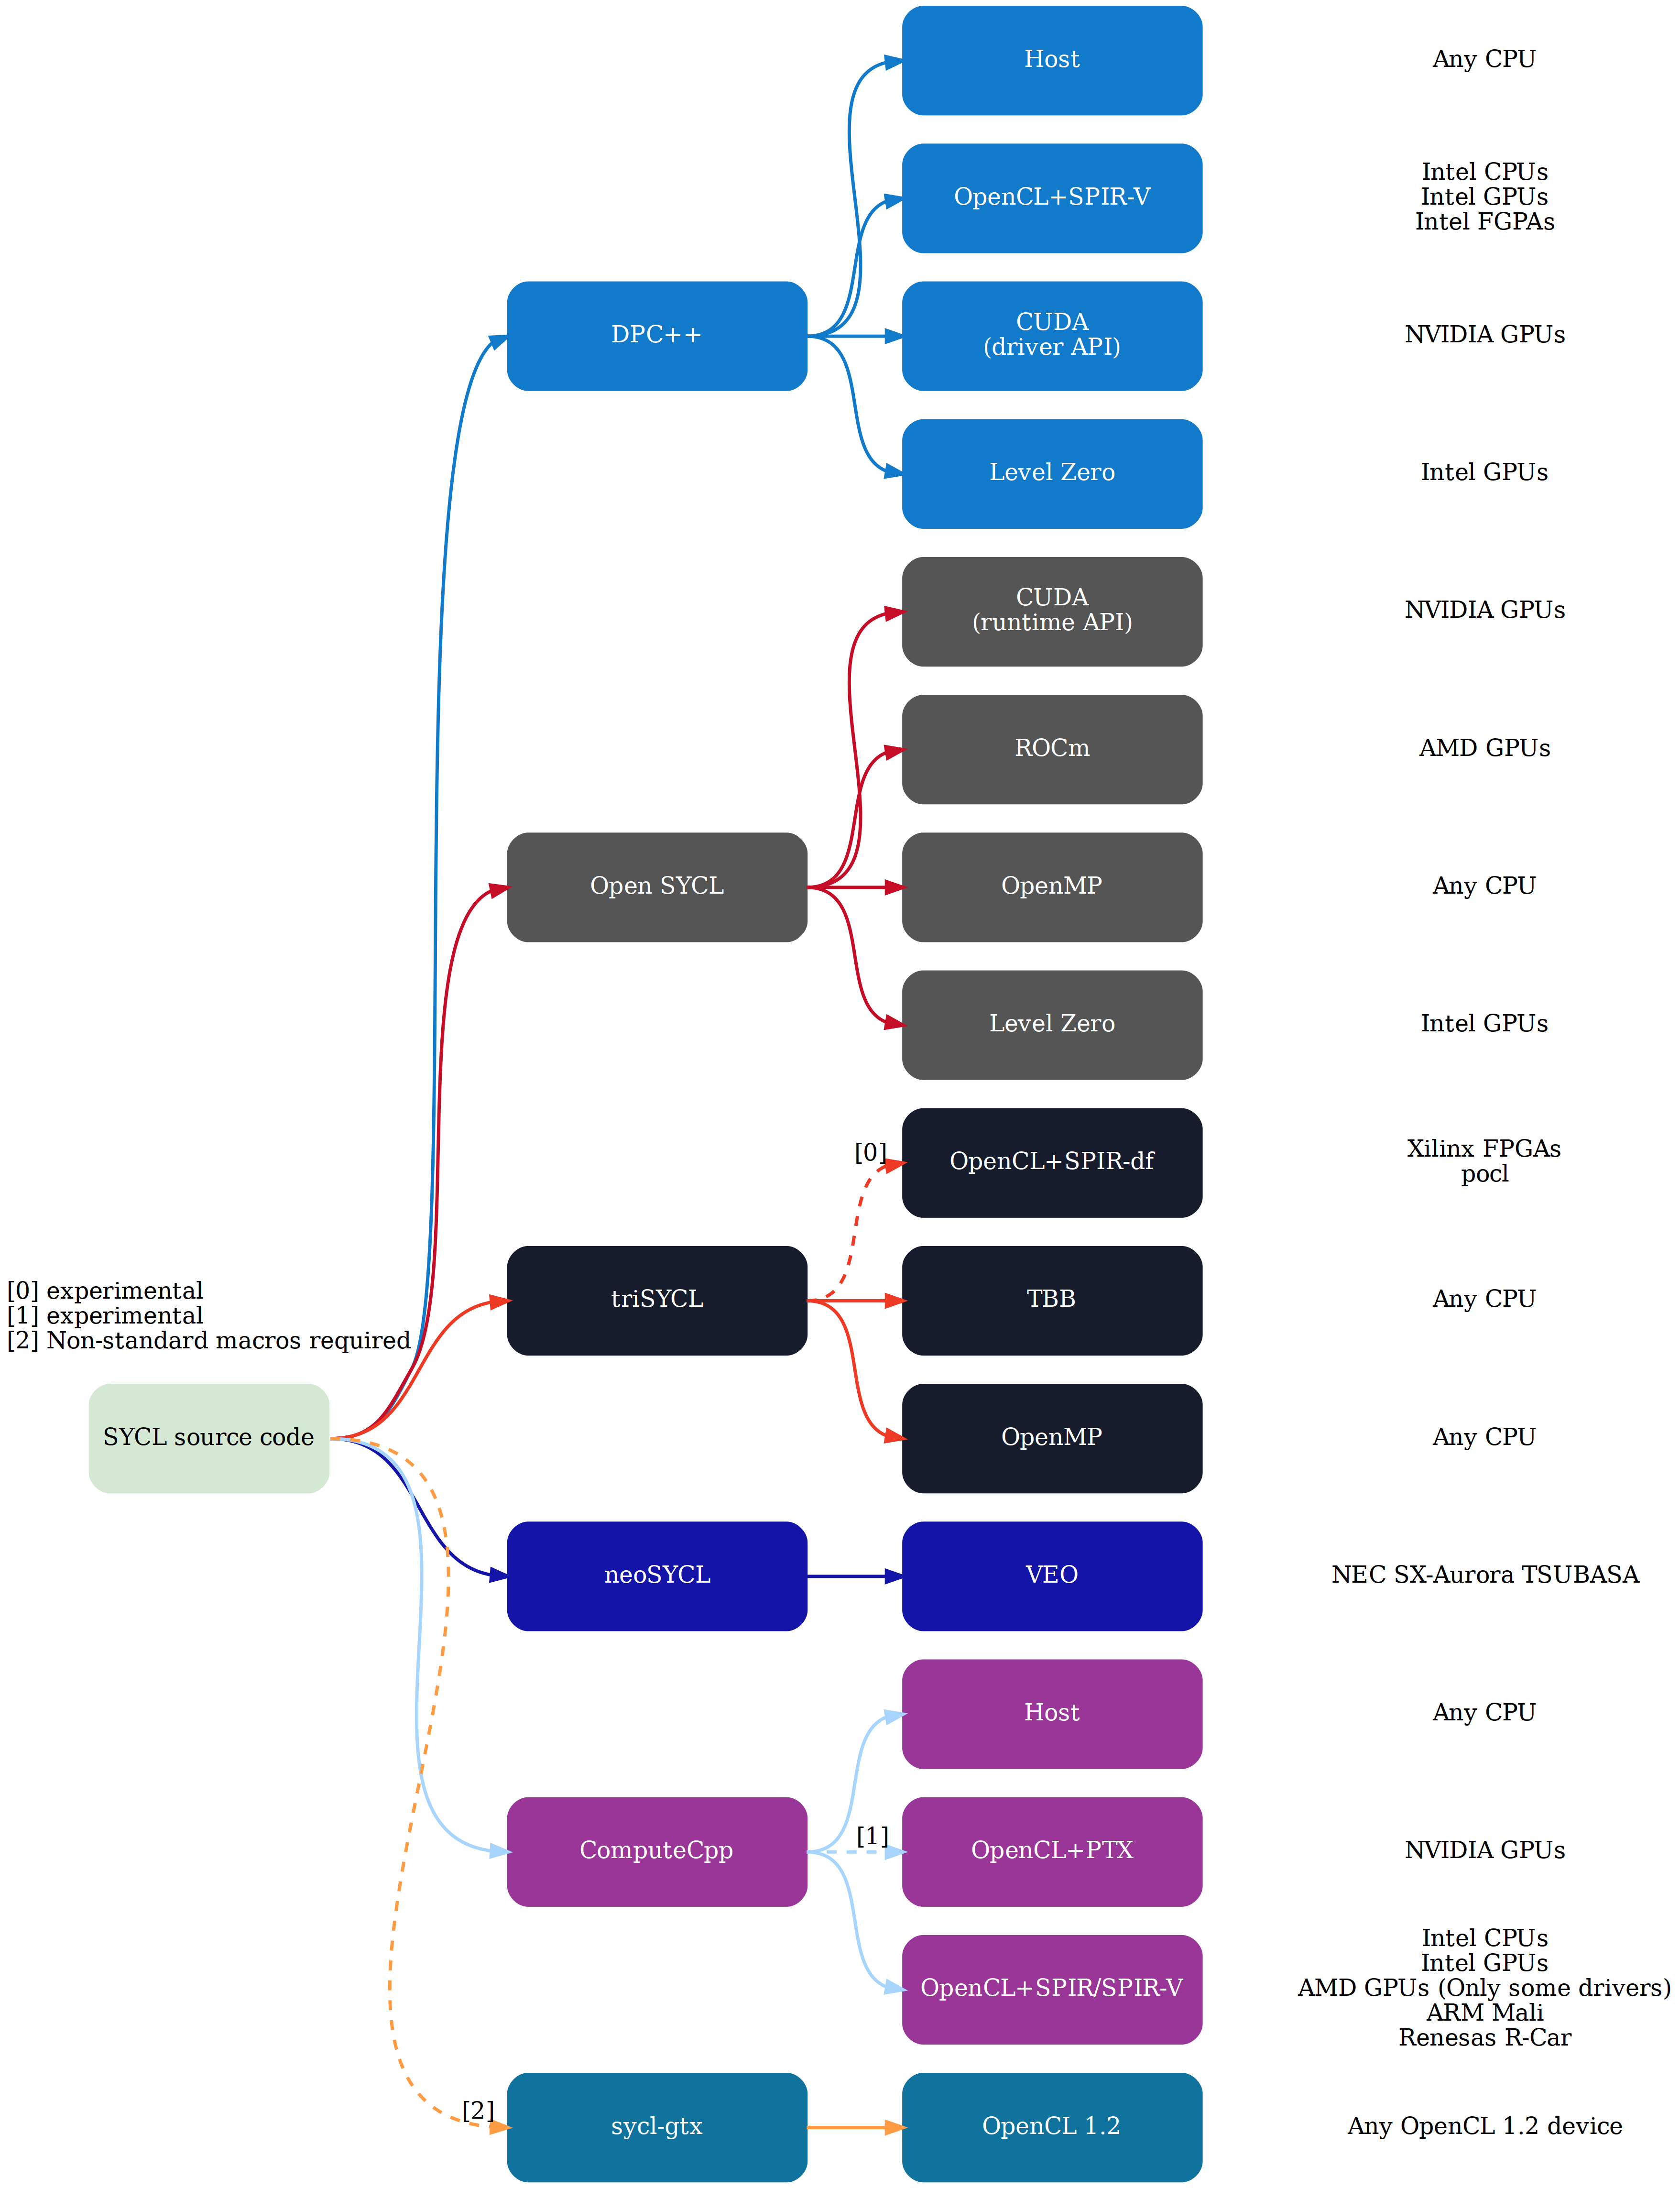 Host
Any CPU
OpenCL+SPIR-V
Intel CPUs
Intel GPUs
Intel FGPAs
DPC++
CUDA
(driver API)
NVIDIA GPUs
Level Zero
Intel GPUs
CUDA
(runtime API)
NVIDIA GPUs
ROCm
AMD GPUs
Open SYCL
OpenMP
Any CPU
Level Zero
Intel GPUs
[0]
OpenCL+SPIR-df
Xilinx FPGAs
pocl
[0] experimental
[1] experimental
[2] Non-standard macros required
triSYCL
TBB
Any CPU
SYCL source code
OpenMP
Any CPU
neoSYCL
VEO
NEC SX-Aurora TSUBASA
Host
Any CPU
ComputeCpp
[1]
OpenCL+PTX
NVIDIA GPUs
OpenCL+SPIR/SPIR-V
Intel CPUs
Intel GPUs
AMD GPUs (Only some drivers)
ARM Mali
Renesas R-Car
[2]
sycl-gtx
OpenCL 1.2
Any OpenCL 1.2 device